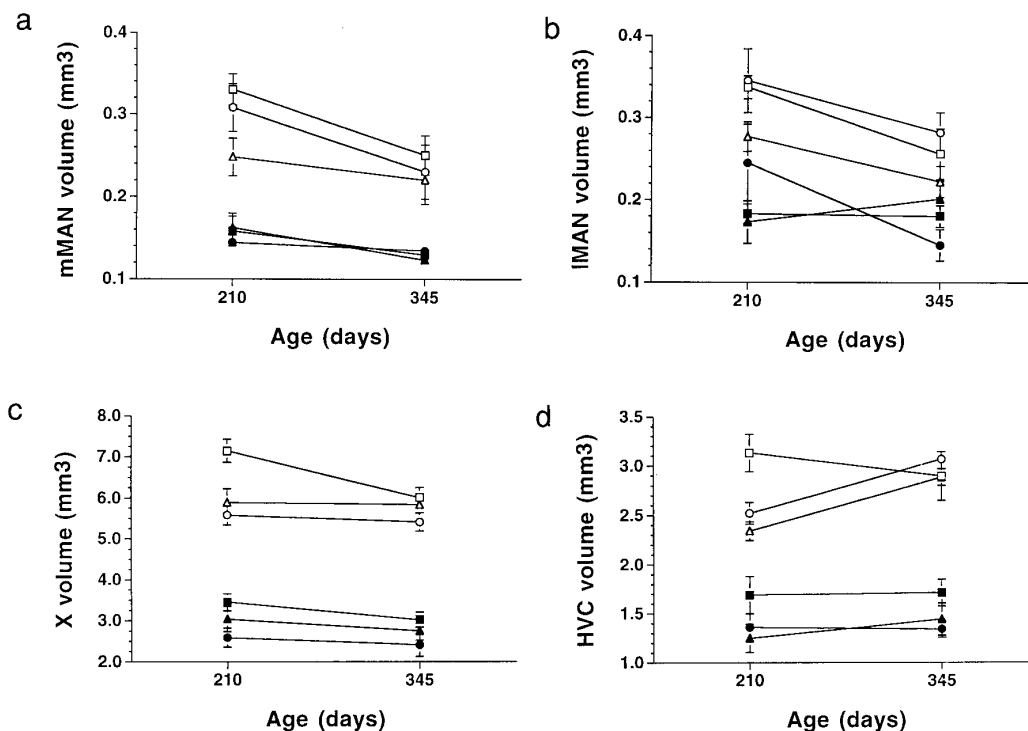 a
mMAN volume (mm3)
0.4
0.3
0.2
0.1
210
345
Age (days)
b
lMAN volume (mm3)
0.4
0.3
0.2
0.1
210
345
Age (days)
c
X volume (mm3)
8.0
7.0
6.0
5.0
4.0
3.0
2.0
210
345
Age (days)
d
HVC volume (mm3)
3.5
3.0
2.5
2.0
1.5
1.0
210
345
Age (days)